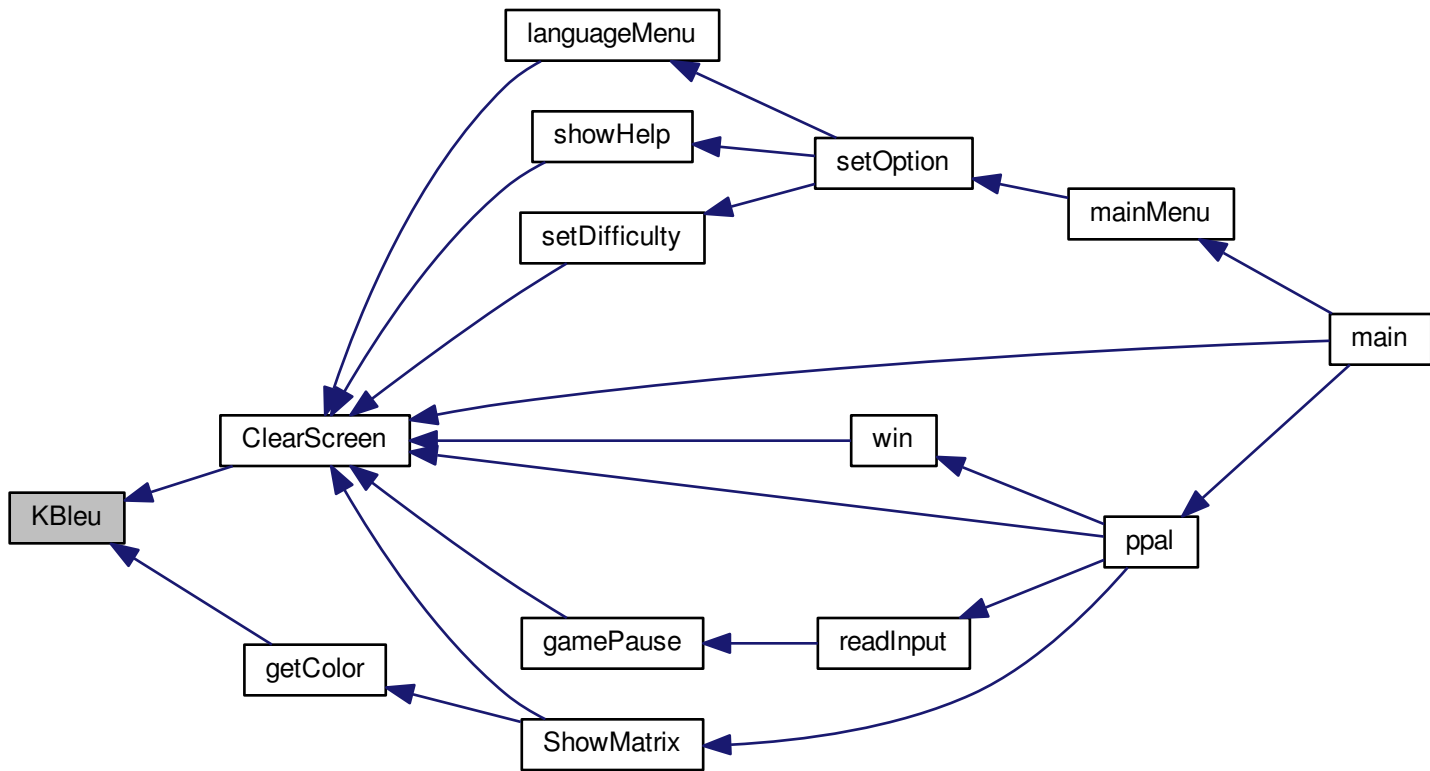 languageMenu
showHelp
setOption
mainMenu
setDifficulty
main
ClearScreen
win
KBleu
ppal
gamePause
readInput
getColor
ShowMatrix